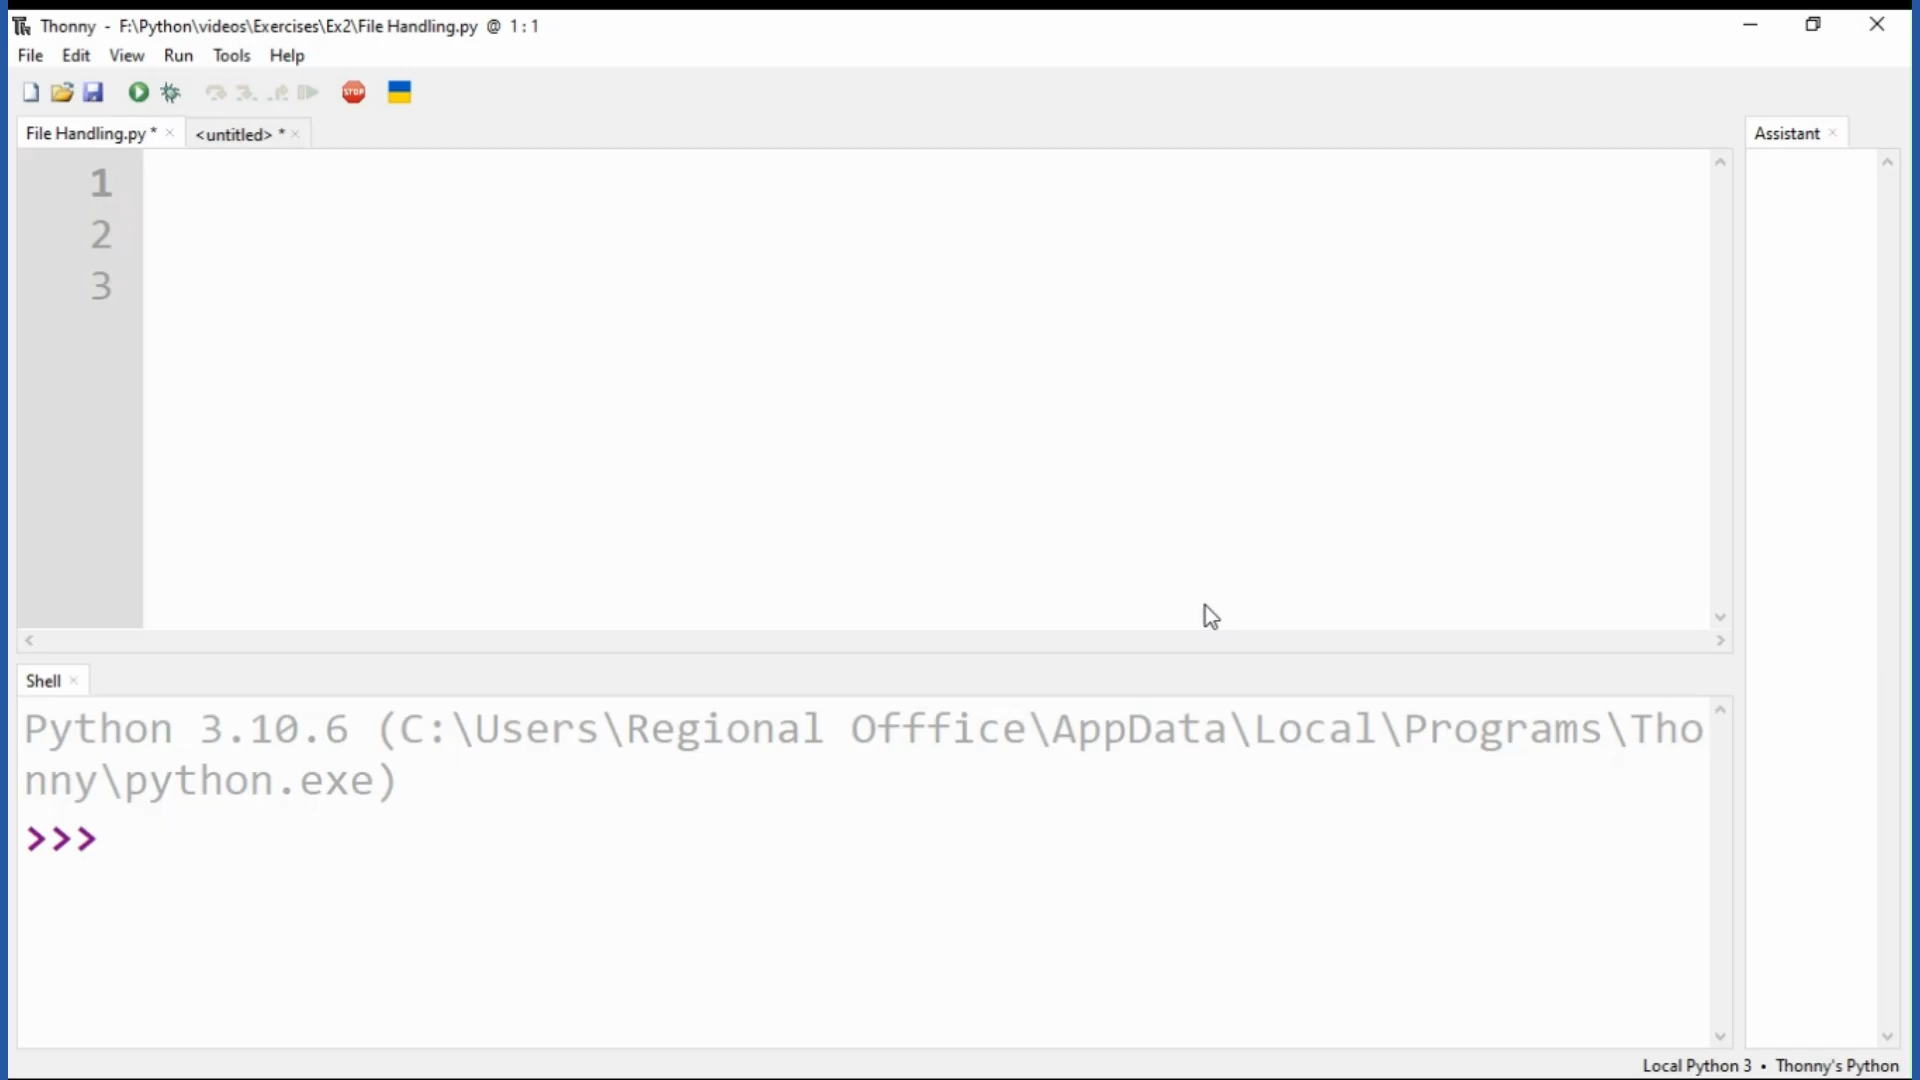 Thonny - F:\Python\videos\Exercises\Ex2\File Handling.py @ 1:1
File Edit View Run Tools Help
STOP
File Handling.py * × <untitled> * ×
Assistant ×
1
2
3
Shell ×
Python 3.10.6 (C:\Users\Regional Offfice\AppData\Local\Programs\Tho
nny\python.exe)
>>>
Local Python 3 • Thonny's Python